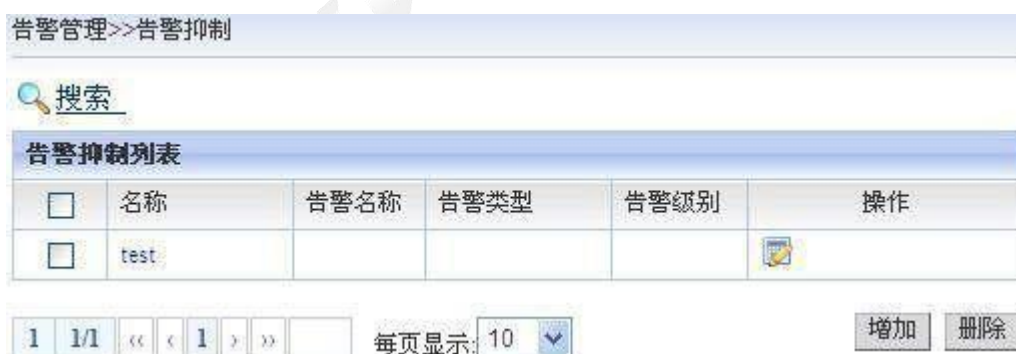 告警管理>>告警抑制
搜索
告警抑制列表
名称 告警名称 告警类型 告警级别 操作
test
1 1/1 ‹‹ ‹ 1 › ›› 每页显示: 10 增加 删除